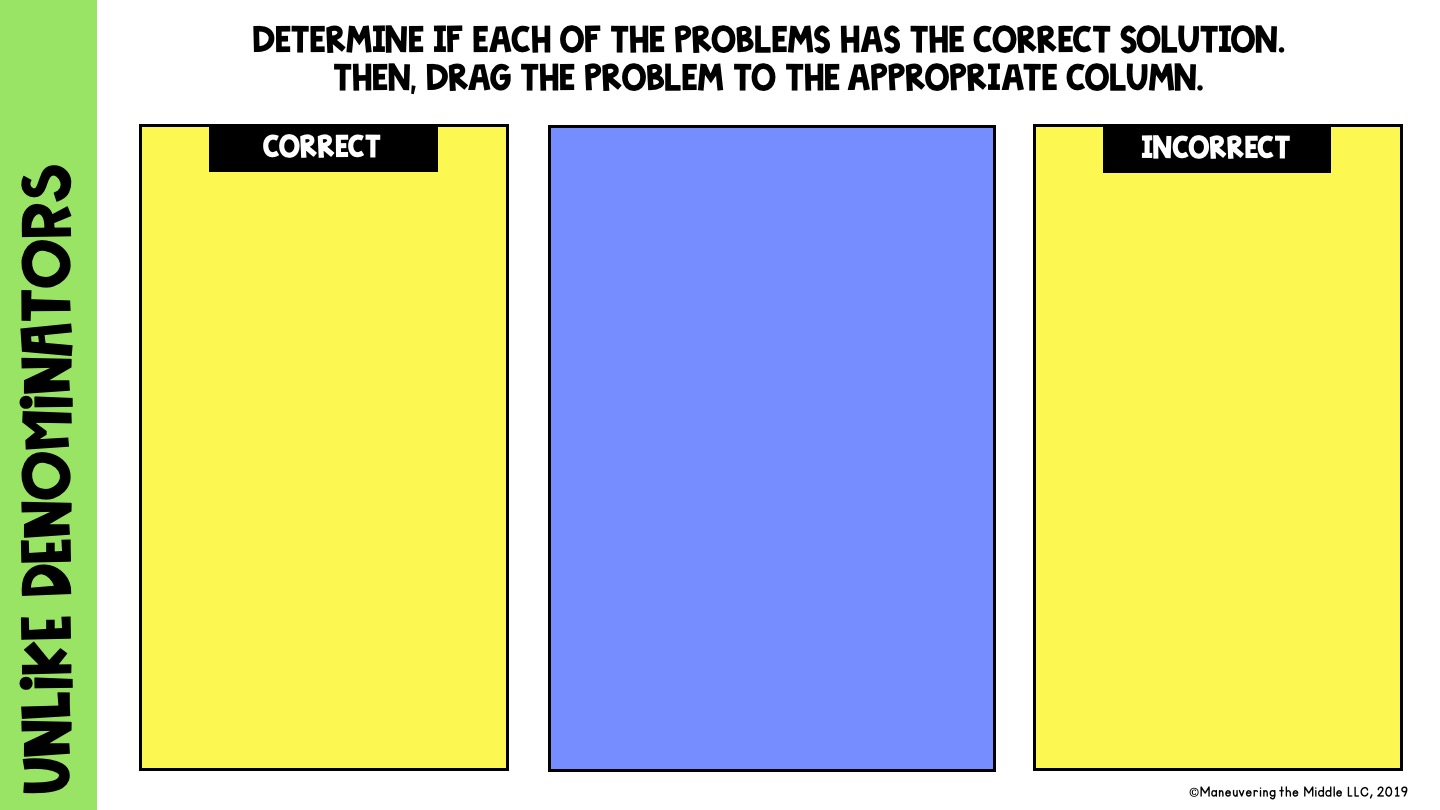 DETERMINE IF EACH OF THE PROBLEMS HAS THE CORRECT SOLUTION.
THEN, DRAG THE PROBLEM TO THE APPROPRIATE COLUMN.
UNLiKE DENOMiNATORS
CORRECT
INCORRECT
©Maneuvering the Middle LLC, 2019